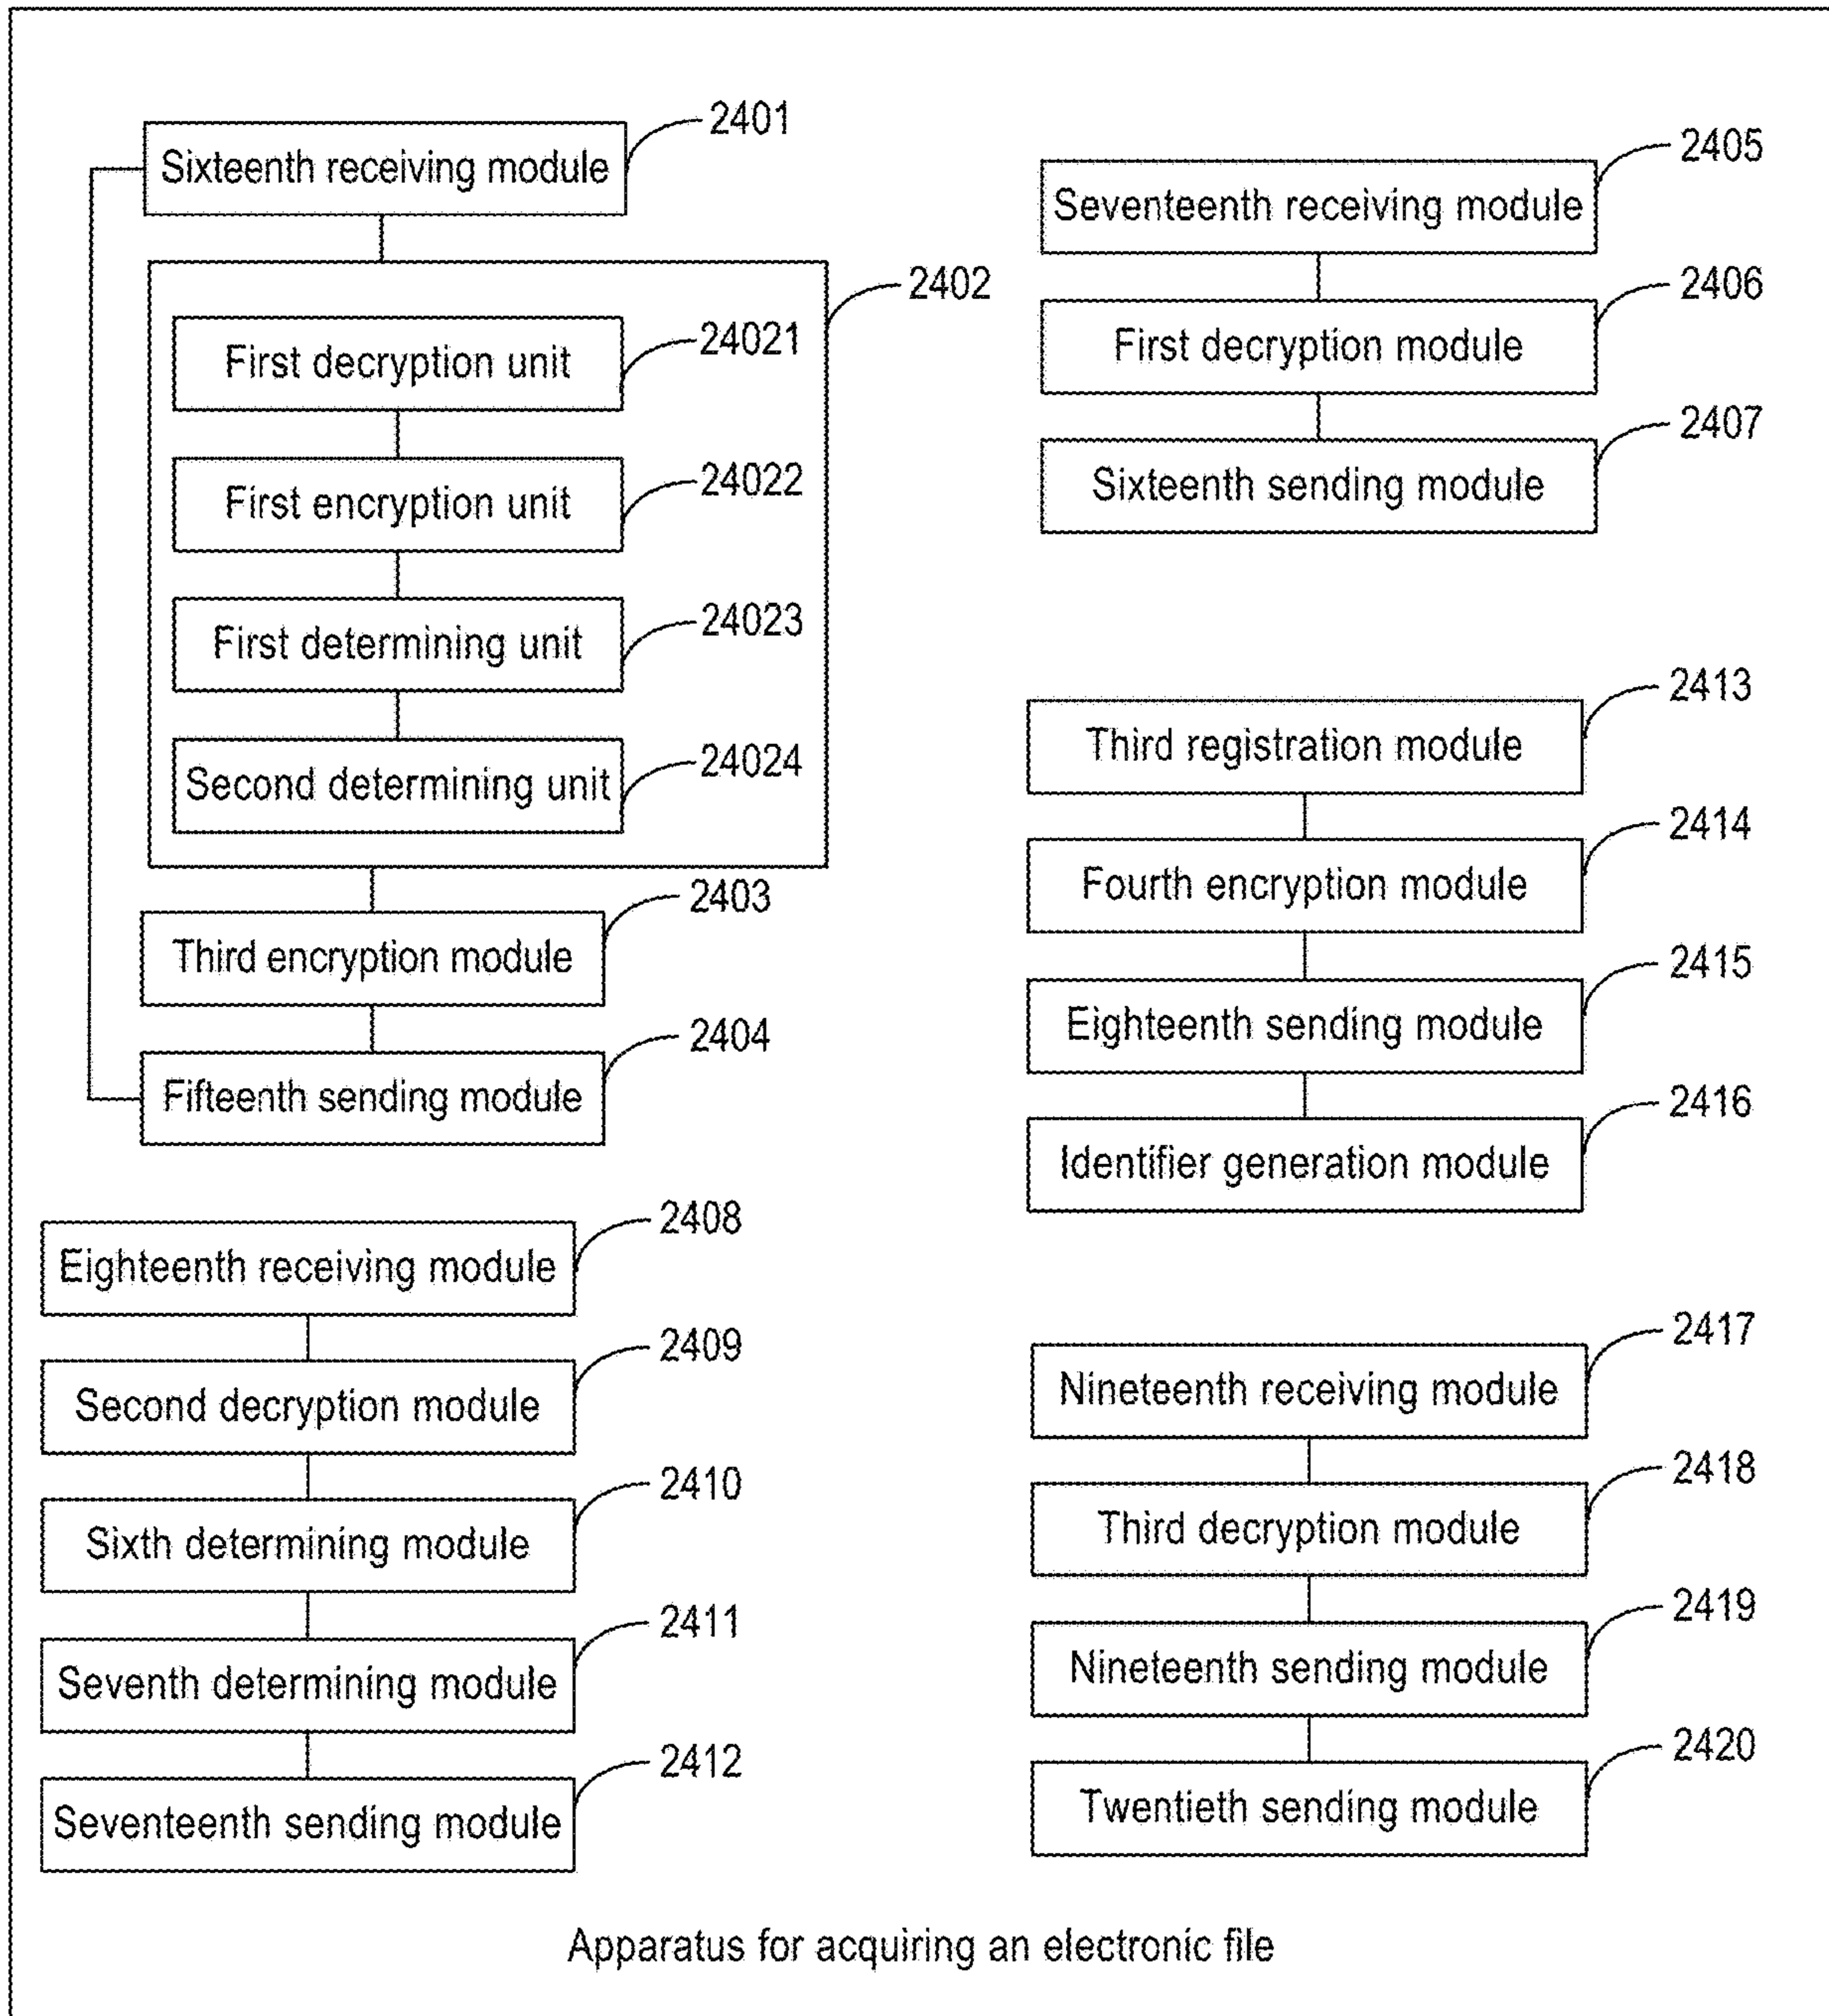 2401
Sixteenth receiving module
2402
First decryption unit
24021
First encryption unit
24022
First determining unit
24023
Second determining unit
24024
2403
Third encryption module
2404
Fifteenth sending module
2405
Seventeenth receiving module
2406
First decryption module
2407
Sixteenth sending module
2408
Eighteenth receiving module
2409
Second decryption module
2410
Sixth determining module
2411
Seventh determining module
2412
Seventeenth sending module
2413
Third registration module
2414
Fourth encryption module
2415
Eighteenth sending module
2416
Identifier generation module
2417
Nineteenth receiving module
2418
Third decryption module
2419
Nineteenth sending module
2420
Twentieth sending module
Apparatus for acquiring an electronic file